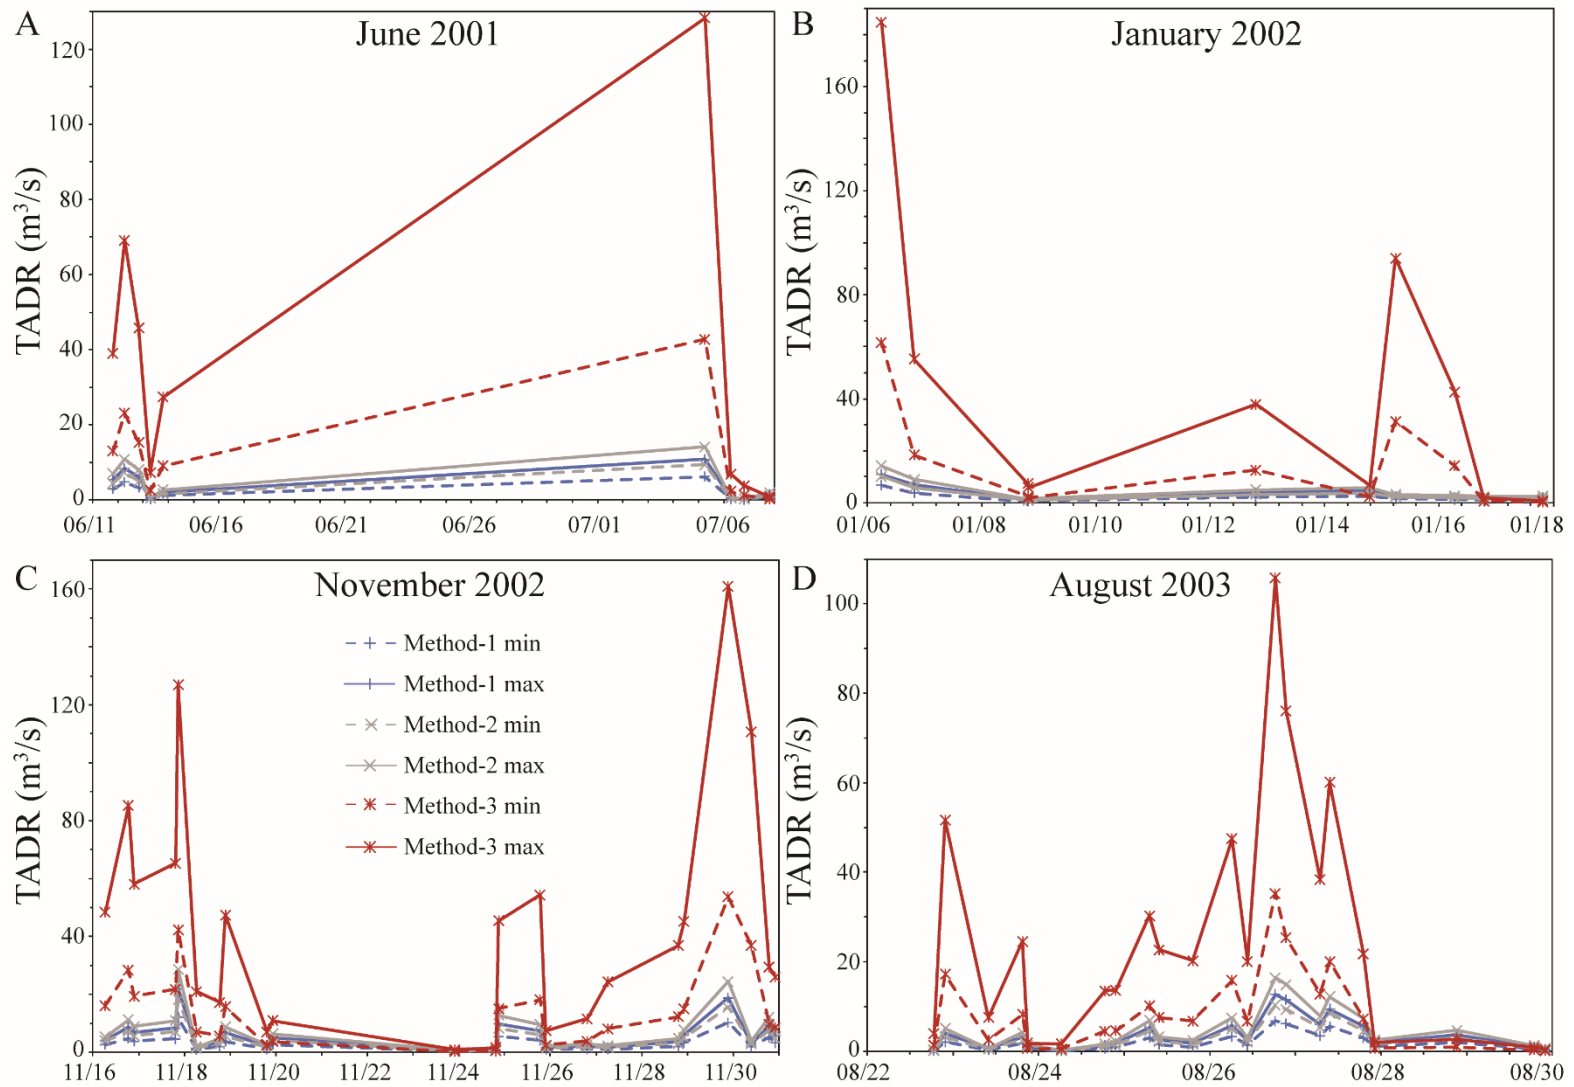 A
June 2001
TADR (m³/s)
120
100
80
60
40
20
0
06/11
06/16
06/21
06/26
07/01
07/06
B
January 2002
TADR (m³/s)
160
120
80
40
0
01/06
01/08
01/10
01/12
01/14
01/16
01/18
C
November 2002
TADR (m³/s)
160
120
80
40
0
Method-1 min
Method-1 max
Method-2 min
Method-2 max
Method-3 min
Method-3 max
11/16
11/18
11/20
11/22
11/24
11/26
11/28
11/30
D
August 2003
TADR (m³/s)
100
80
60
40
20
0
08/22
08/24
08/26
08/28
08/30